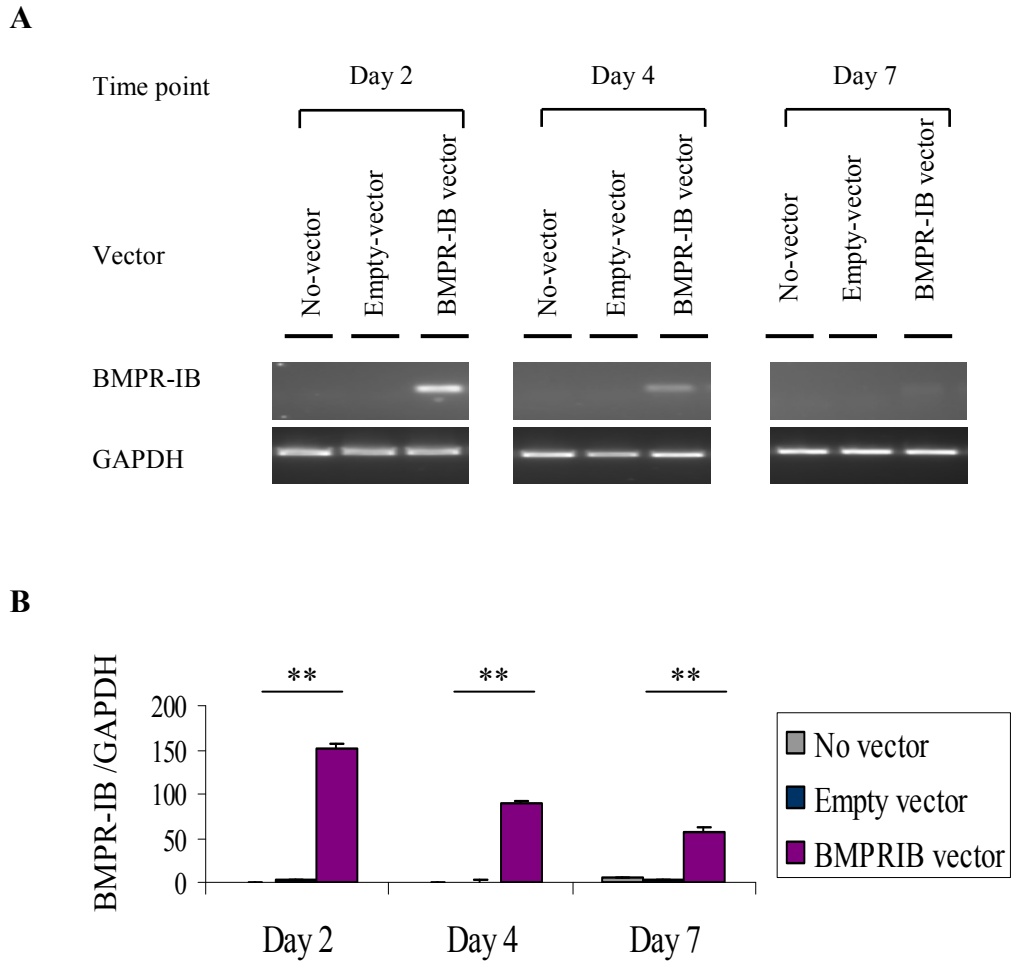 A
Time point
Day 2
Day 4
Day 7
Vector
No-vector
Empty-vector
BMPR-IB vector
No-vector
Empty-vector
BMPR-IB vector
No-vector
Empty-vector
BMPR-IB vector
BMPR-IB
GAPDH
B
BMPR-IB /GAPDH
** ** **
200
150
100
50
0
Day 2 Day 4 Day 7
No vector
Empty vector
BMPRIB vector